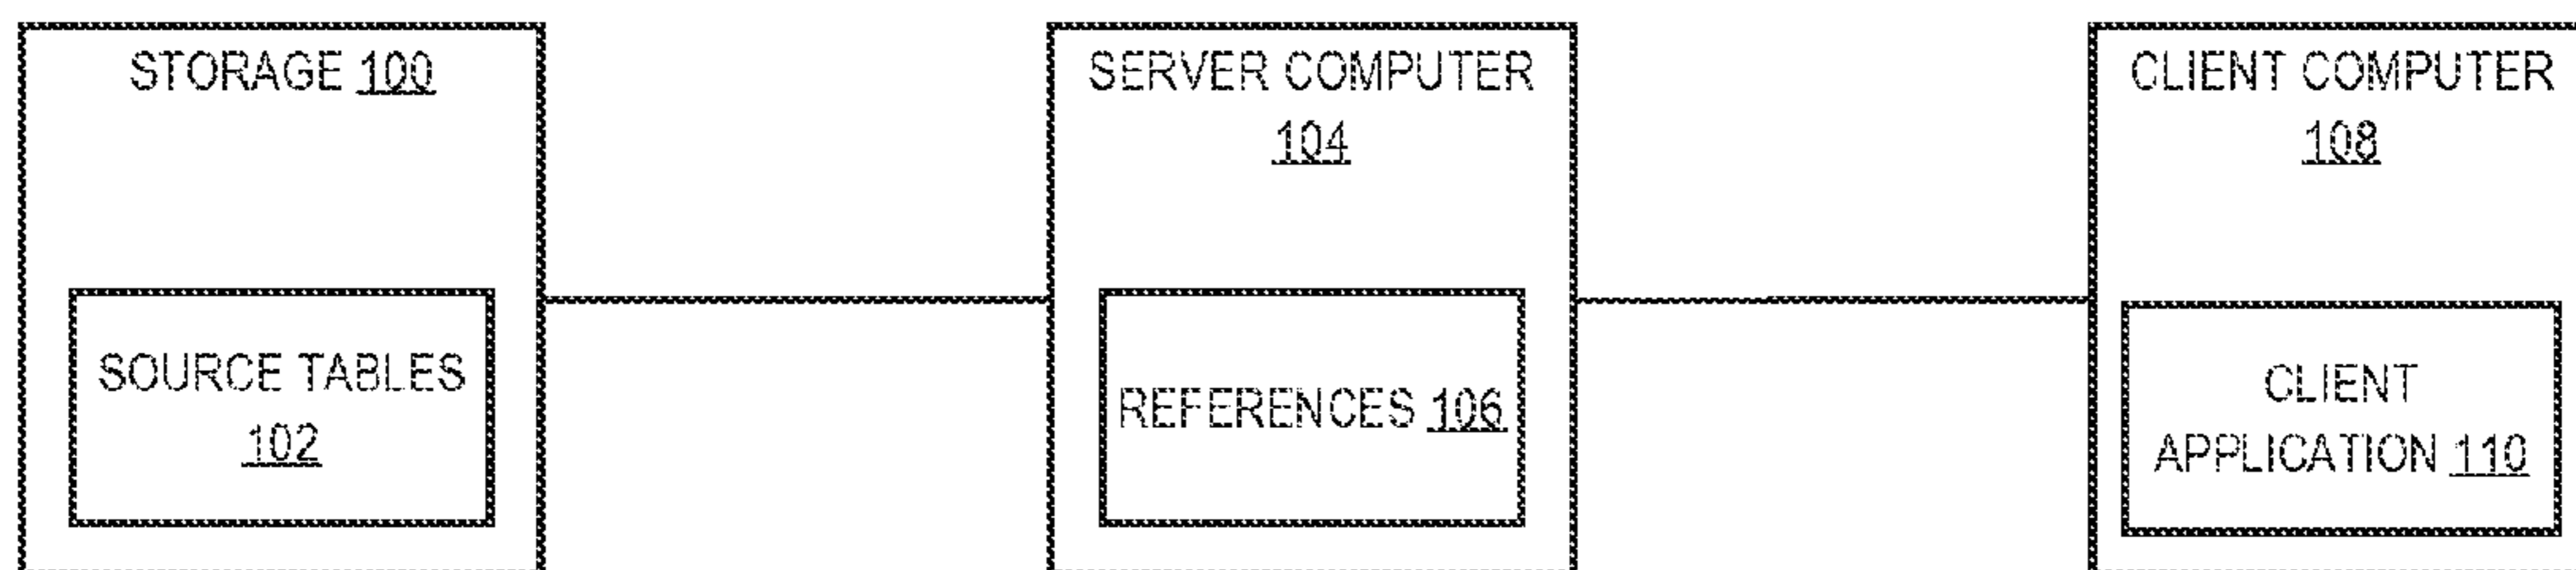 STORAGE 100
SOURCE TABLES
102
SERVER COMPUTER
104
REFERENCES 106
CLIENT COMPUTER
108
CLIENT
APPLICATION 110